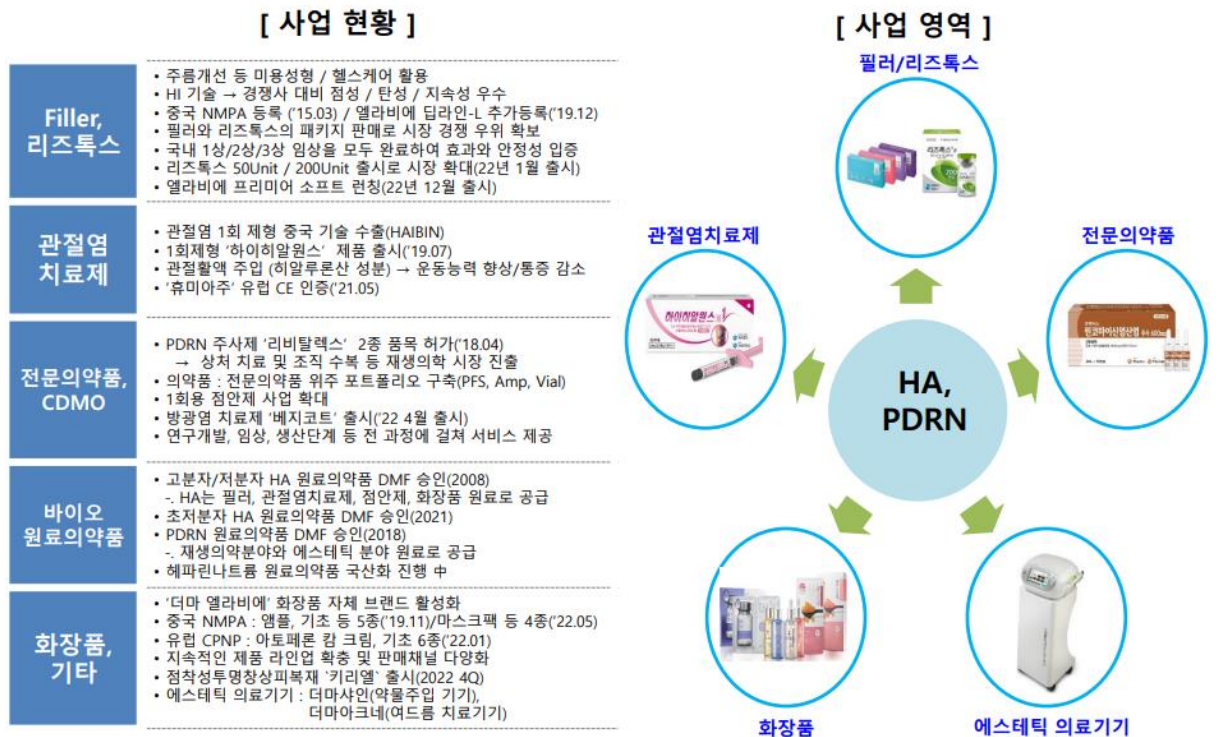 [ 사업 현황 ]
Filler,
리즈톡스
• 주름개선 등 미용성형 / 헬스케어 활용
• HI 기술 → 경쟁사 대비 점성 / 탄성 / 지속성 우수
• 중국 NMPA 등록 ('15.03) / 엘라비에 딥라인-L 추가등록('19.12)
• 필러와 리즈톡스의 패키지 판매로 시장 경쟁 우위 확보
• 국내 1상/2상/3상 임상을 모두 완료하여 효과와 안정성 입증
• 리즈톡스 50Unit / 200Unit 출시로 시장 확대(22년 1월 출시)
• 엘라비에 프리미어 소프트 런칭(22년 12월 출시)
관절염
치료제
• 관절염 1회 제형 중국 기술 수출(HAIBIN)
• 1회제형 '하이히알원스' 제품 출시('19.07)
• 관절활액 주입 (히알루론산 성분) → 운동능력 향상/통증 감소
• '휴미아주' 유럽 CE 인증('21.05)
전문의약품,
CDMO
• PDRN 주사제 '리비탈렉스' 2종 품목 허가('18.04)
→ 상처 치료 및 조직 수복 등 재생의학 시장 진출
• 의약품 : 전문의약품 위주 포트폴리오 구축(PFS, Amp, Vial)
• 1회용 점안제 사업 확대
• 방광염 치료제 '베지코트' 출시('22 4월 출시)
• 연구개발, 임상, 생산단계 등 전 과정에 걸쳐 서비스 제공
바이오
원료의약품
• 고분자/저분자 HA 원료의약품 DMF 승인(2008)
-. HA는 필러, 관절염치료제, 점안제, 화장품 원료로 공급
• 초저분자 HA 원료의약품 DMF 승인(2021)
• PDRN 원료의약품 DMF 승인(2018)
-. 재생의약분야와 에스테틱 분야 원료로 공급
• 헤파린나트륨 원료의약품 국산화 진행 中
화장품,
기타
• '더마 엘라비에' 화장품 자체 브랜드 활성화
• 중국 NMPA : 앰플, 기초 등 5종('19.11)/마스크팩 등 4종('22.05)
• 유럽 CPNP : 아토페론 캄 크림, 기초 6종('22.01)
• 지속적인 제품 라인업 확충 및 판매채널 다양화
• 점착성투명창상피복재 `키리엘` 출시(2022 4Q)
• 에스테틱 의료기기 : 더마샤인(약물주입 기기),
더마아크네(여드름 치료기기)
[ 사업 영역 ]
필러/리즈톡스
리즈톡스
200
관절염치료제
하이히알원스
전문의약품
린코마이신염산염
HA,
PDRN
화장품
에스테틱 의료기기